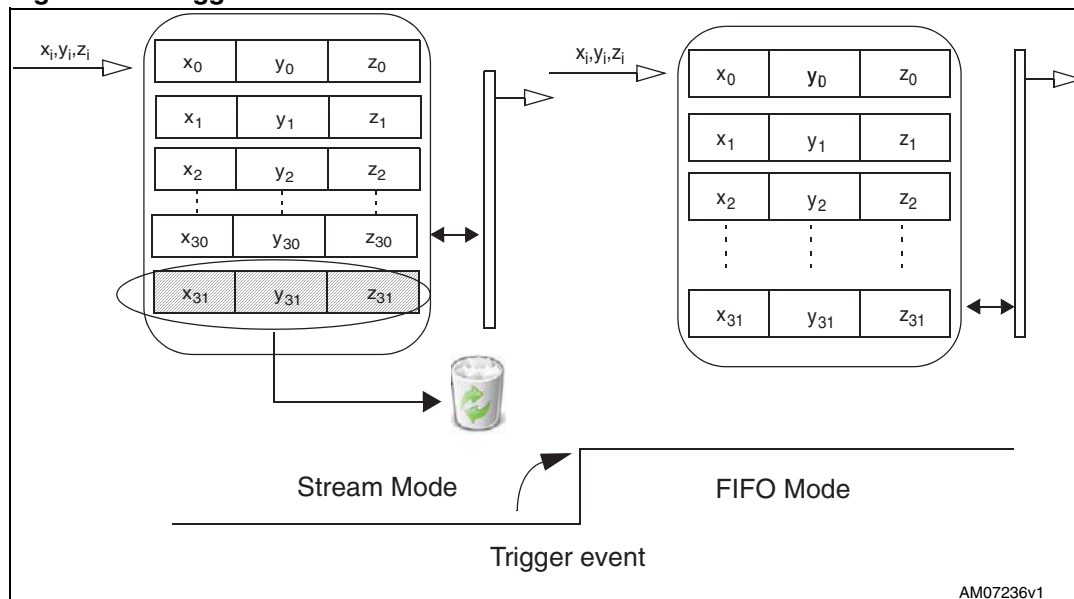 xᵢ,yᵢ,zᵢ
x₀ y₀ z₀
x₁ y₁ z₁
x₂ y₂ z₂
x₃₀ y₃₀ z₃₀
x₃₁ y₃₁ z₃₁
xᵢ,yᵢ,zᵢ
x₀ y₀ z₀
x₁ y₁ z₁
x₂ y₂ z₂
x₃₁ y₃₁ z₃₁
Stream Mode
FIFO Mode
Trigger event
AM07236v1